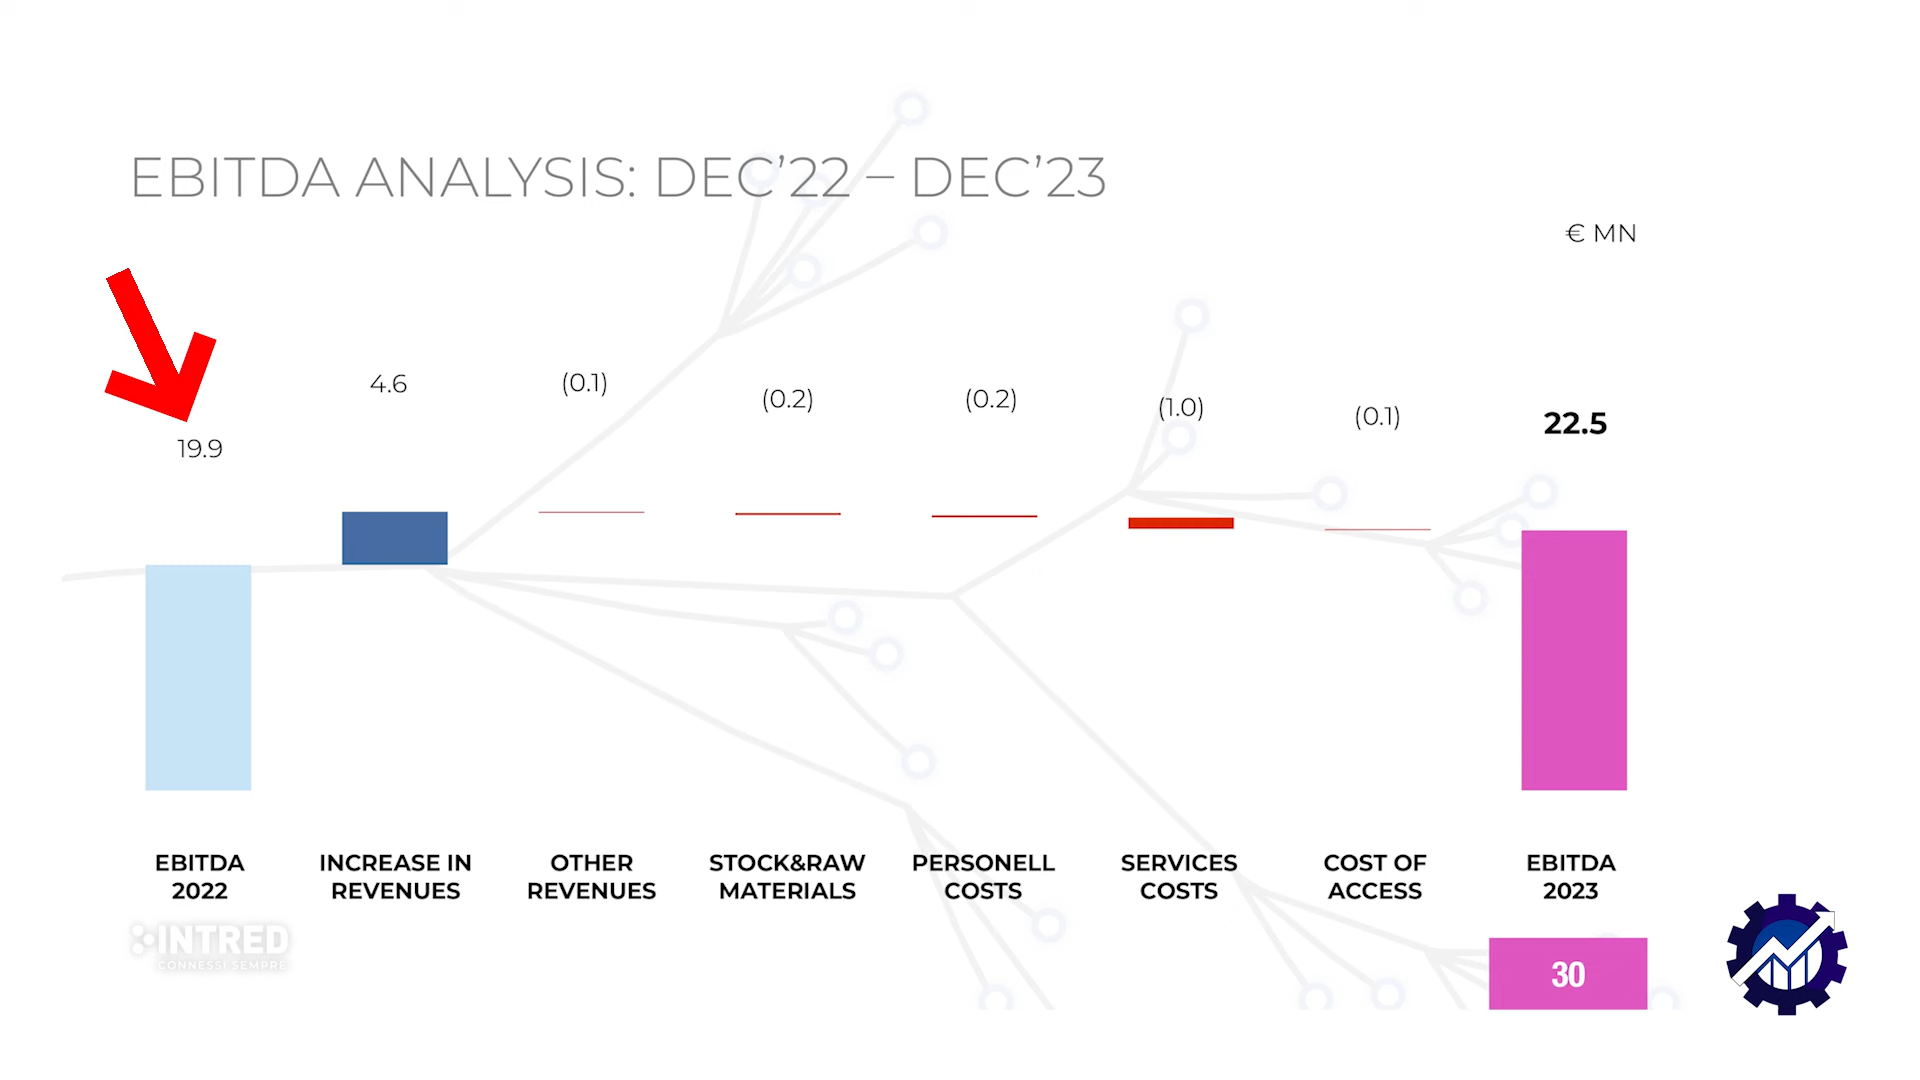 EBITDA ANALYSIS: DEC’22 – DEC’23
€ MN
19.9
4.6
(0.1)
(0.2)
(0.2)
(1.0)
(0.1)
22.5
EBITDA
2022
INCREASE IN
REVENUES
OTHER
REVENUES
STOCK&RAW
MATERIALS
PERSONELL
COSTS
SERVICES
COSTS
COST OF
ACCESS
EBITDA
2023
INTRED
CONNESSI SEMPRE
30